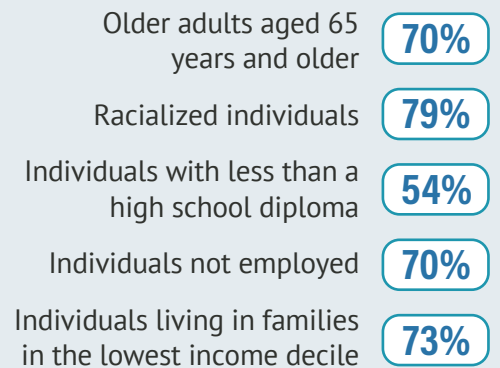 Older adults aged 65
years and older
70%
Racialized individuals
79%
Individuals with less than a
high school diploma
54%
Individuals not employed
70%
Individuals living in families
in the lowest income decile
73%